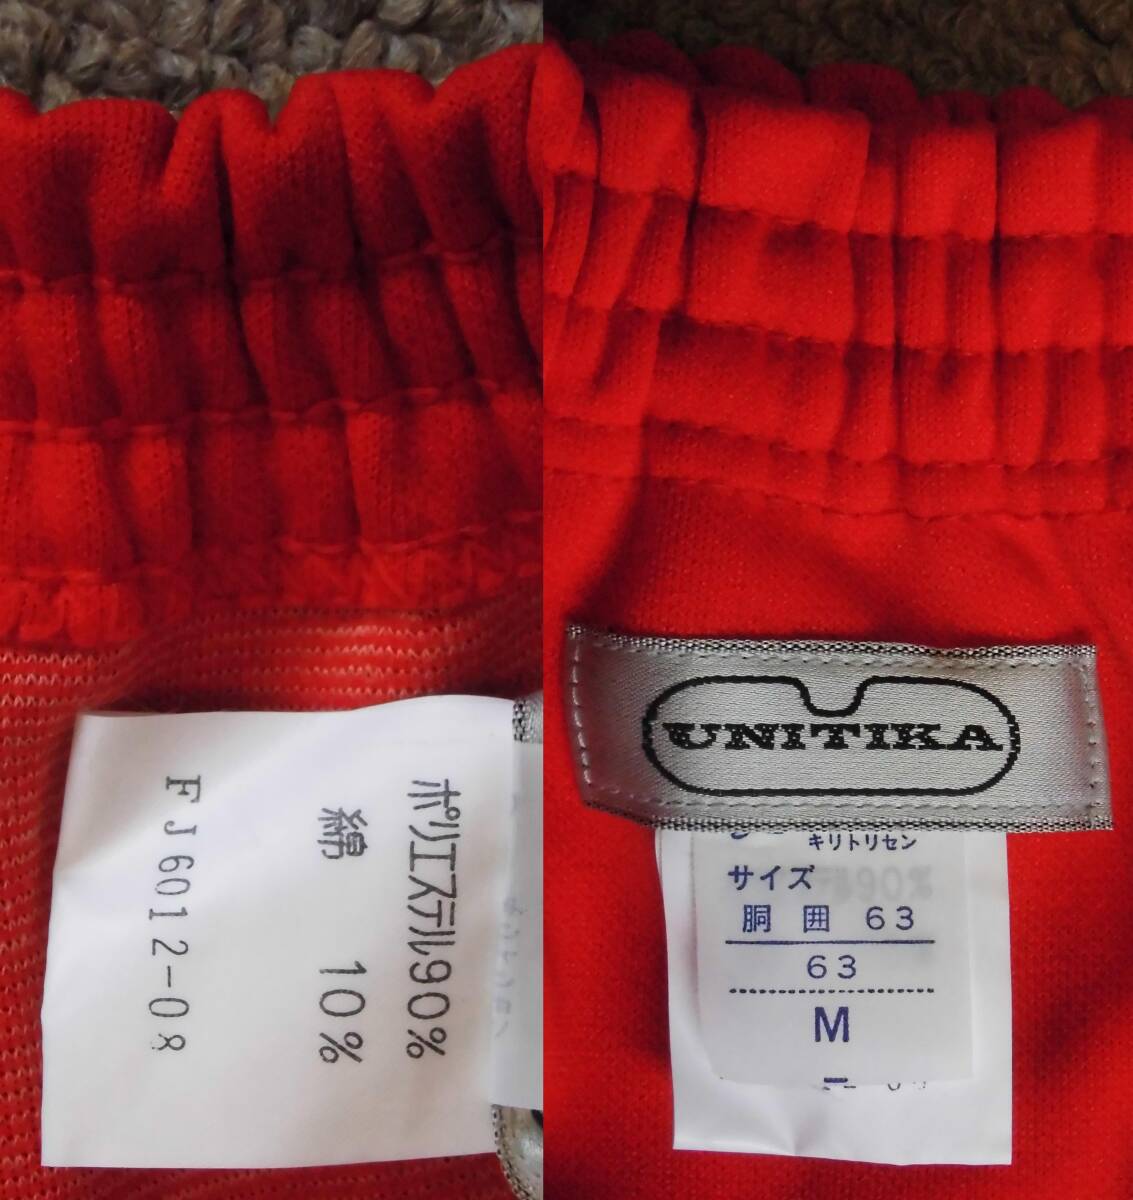 ポリエステル90%
綿 10%
FJ6012-08
UNITIKA
キリトリセン
サイズ
胴囲 63
63
M